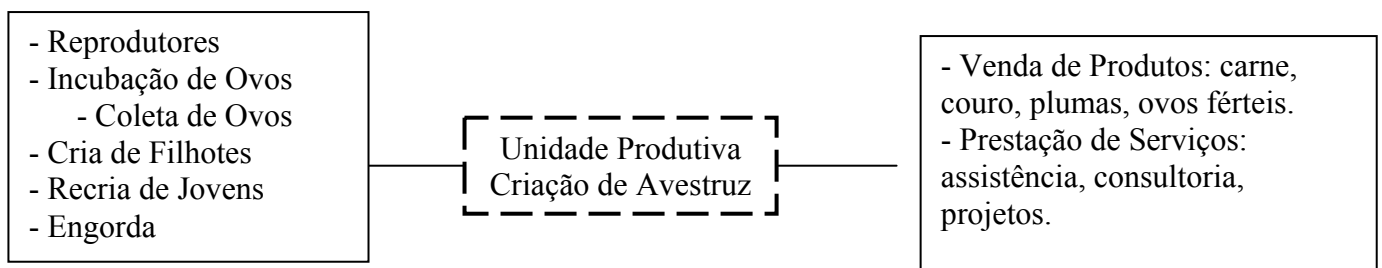 - Reprodutores
- Incubação de Ovos
- Coleta de Ovos
- Cria de Filhotes
- Recria de Jovens
- Engorda
Unidade Produtiva
Criação de Avestruz
- Venda de Produtos: carne,
couro, plumas, ovos férteis.
- Prestação de Serviços:
assistência, consultoria,
projetos.